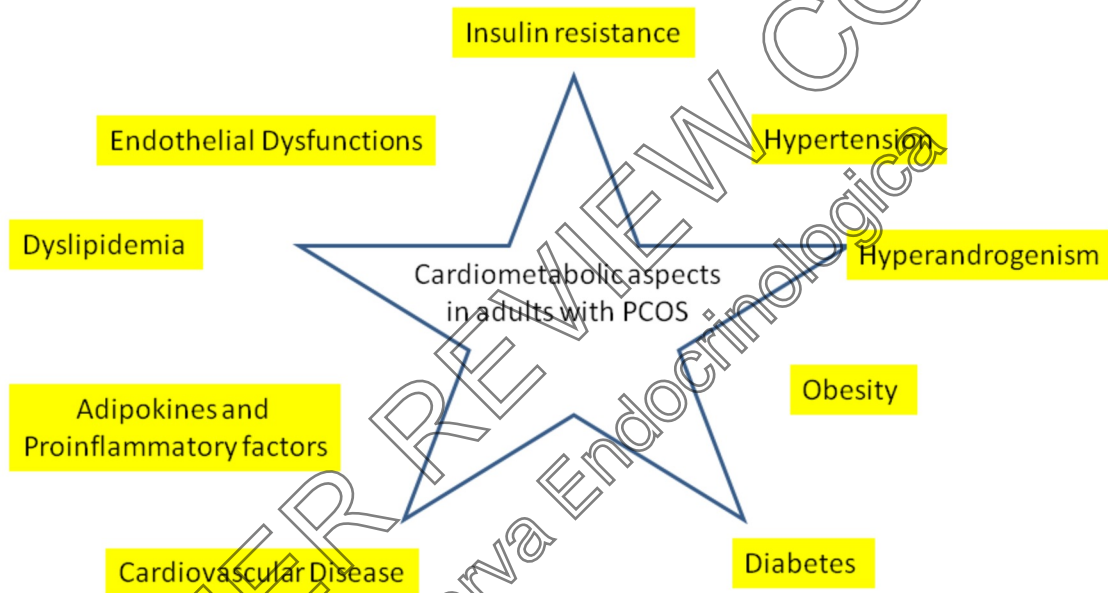 Insulin resistance
Endothelial Dysfunctions
Hypertension
Dyslipidemia
Hyperandrogenism
Cardiometabolic aspects
in adults with PCOS
Obesity
Adipokines and
Proinflammatory factors
Cardiovascular Disease
Diabetes
REVIEW
Endocrinologica